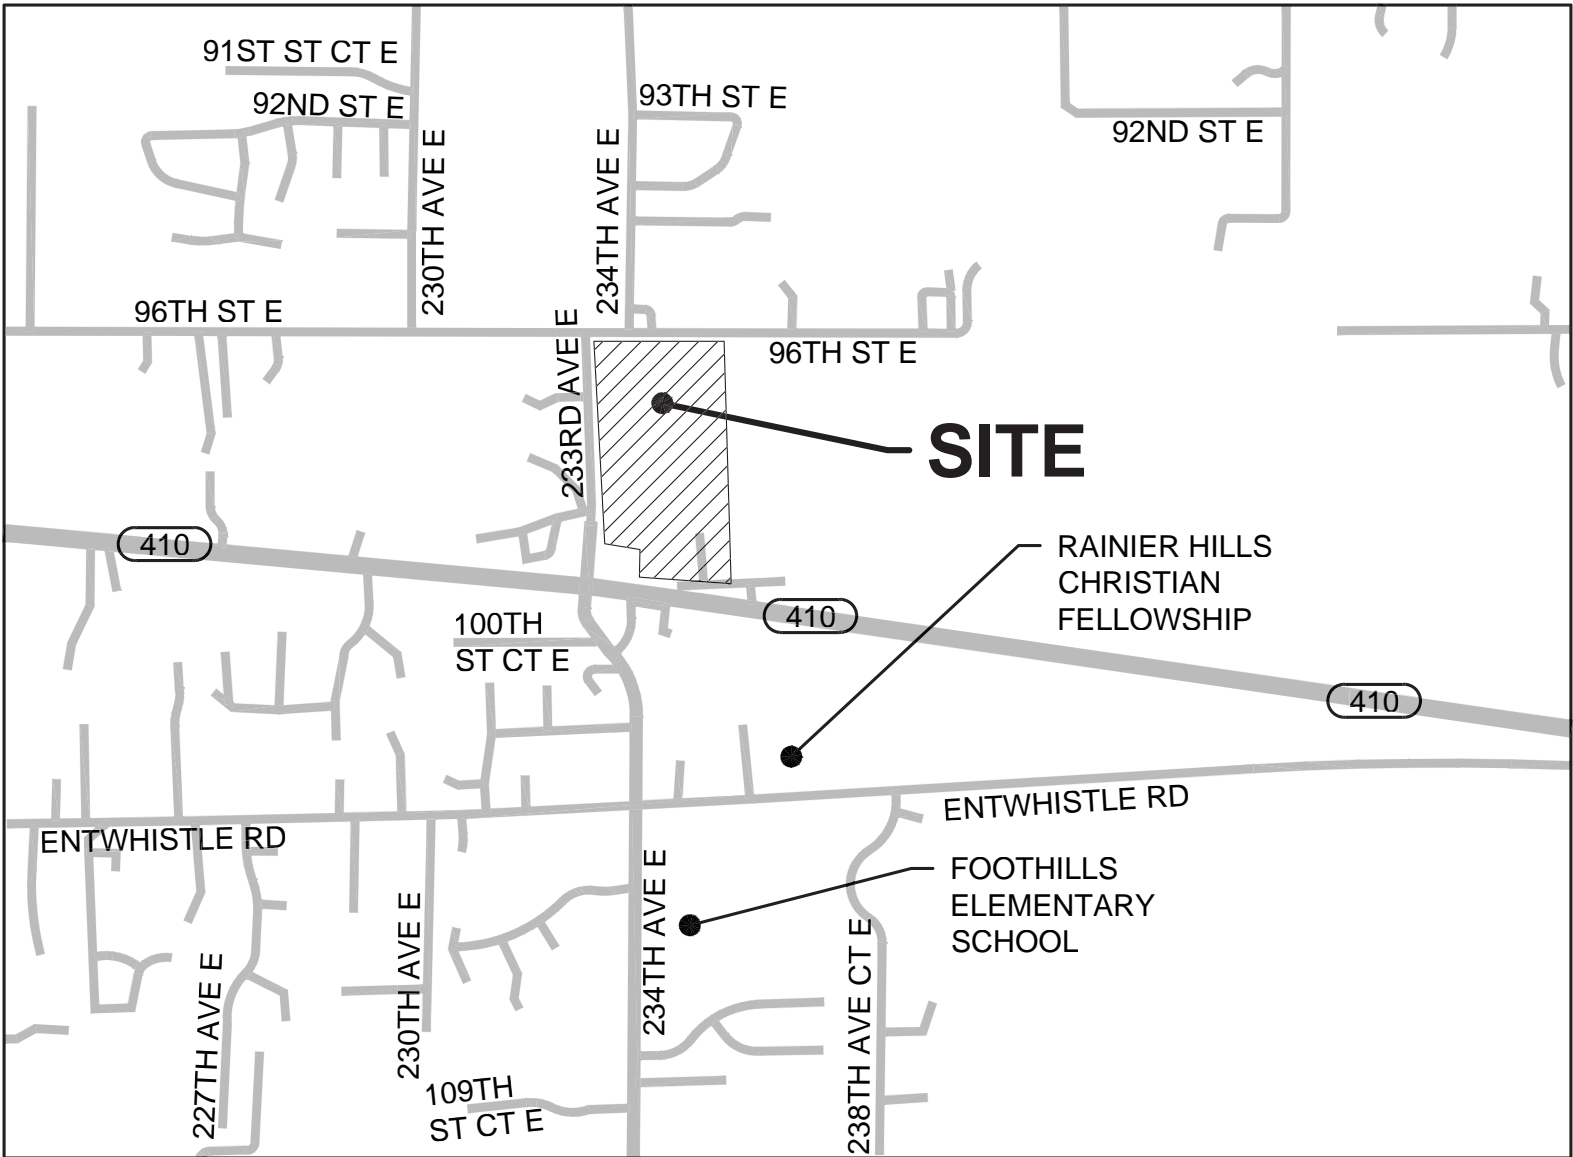 91ST ST CT E
92ND ST E
93TH ST E
92ND ST E
230TH AVE E
234TH AVE E
96TH ST E
96TH ST E
233RD AVE E
SITE
410
RAINIER HILLS
CHRISTIAN
FELLOWSHIP
410
100TH
ST CT E
410
ENTWHISTLE RD
ENTWHISTLE RD
FOOTHILLS
ELEMENTARY
SCHOOL
227TH AVE E
230TH AVE E
234TH AVE E
238TH AVE CT E
109TH
ST CT E